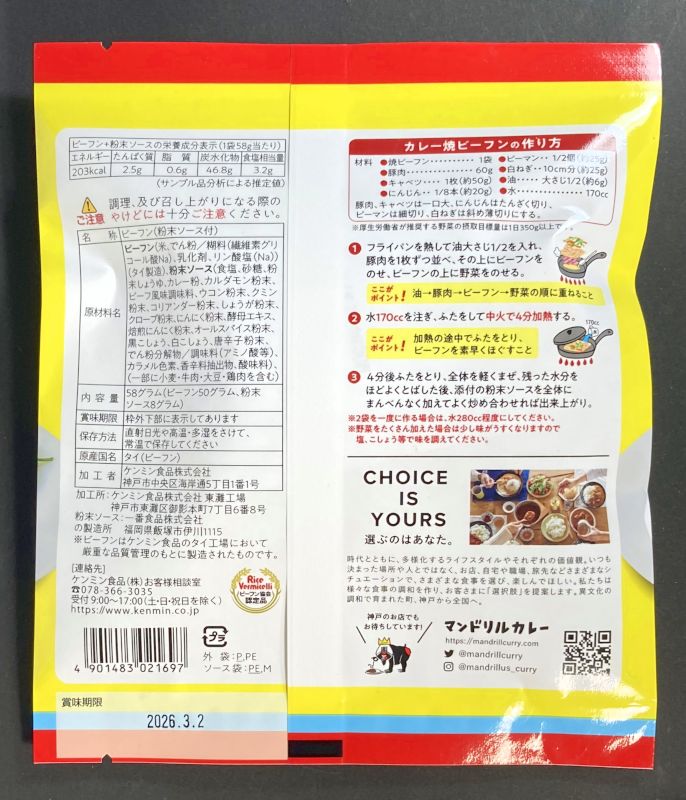 ビーフン+粉末ソースの栄養成分表示(1袋58g当たり)
エネルギー たんぱく質 脂質 炭水化物 食塩相当量
203kcal 2.5g 0.6g 46.8g 3.2g
(サンプル品分析による推定値)
ご注意
調理、及び召し上がりになる際の
やけどには十分ご注意ください。
名称 ビーフン(粉末ソース付)
原材料名
ビーフン(米、でん粉／糊料(繊維素グリ
コール酸Na)、乳化剤、リン酸塩(Na))
(タイ製造)、粉末ソース(食塩、砂糖、粉
末しょうゆ、カレー粉、カルダモン粉末、
ビーフ風味調味料、ウコン粉末、クミン
粉末、コリアンダー粉末、しょうが粉末、
クローブ粉末、にんにく粉末、酵母エキス、
焙煎にんにく粉末、オールスパイス粉末、
黒こしょう、白こしょう、唐辛子粉末、
でん粉分解物／調味料(アミノ酸等)、
カラメル色素、香辛料抽出物、酸味料)、
(一部に小麦・牛肉・大豆・鶏肉を含む)
内容量 58グラム(ビーフン50グラム、粉末
ソース8グラム)
賞味期限 枠外下部に表示してあります
保存方法 直射日光や高温・多湿をさけて、
常温で保存してください
原産国名 タイ(ビーフン)
加工者 ケンミン食品株式会社
神戸市中央区海岸通5丁目1番1号
加工所:ケンミン食品株式会社 東灘工場
神戸市東灘区御影本町7丁目6番8号
粉末ソース:一番食品株式会社
の製造所 福岡県飯塚市伊川1115
※ビーフンはケンミン食品のタイ工場において
厳重な品質管理のもとに製造されたものです。
[連絡先]
ケンミン食品(株)お客様相談室
☎078-366-3035
受付9:00~17:00(土・日・祝日を除く)
https://www.kenmin.co.jp
Rice
Vermicelli
ビーフン協会
認定品
4 901483 021697
プラ
外袋:P,PE
ソース袋:PE,M
賞味期限
2026.3.2
カレー焼ビーフンの作り方
材料 ●焼ビーフン・・・・・・・・・・1袋 ●ピーマン・・1/2個(約25g)
●豚肉・・・・・・・・・・・・60g ●白ねぎ・・10cm分(約25g)
●キャベツ・・・・1枚(約50g) ●油・・・大さじ1/2(約6g)
●にんじん・・1/8本(約20g) ●水・・・・・・・・・・170cc
豚肉、キャベツは一口大、にんじんはたんざく切り、
ピーマンは細切り、白ねぎは斜め薄切りにする。
※厚生労働省が推奨する野菜の摂取目標量は1日350g以上です。
1 フライパンを熱して油大さじ1/2を入れ、
豚肉を1枚ずつ並べ、その上にビーフン
をのせ、ビーフンの上に野菜をのせる。
ここがポイント! 油→豚肉→ビーフン→野菜の順に重ねること
2 水170ccを注ぎ、ふたをして中火で4分加熱する。
170cc
ここがポイント! 加熱の途中でふたをとり、
ビーフンを素早くほぐすこと
3 4分後ふたをとり、全体を軽くまぜ、残った水分を
ほどよくとばした後、添付の粉末ソースを全体に
まんべんなく加えてよく炒め合わせれば出来上がり。
※2袋を一度に作る場合は、水280cc程度にしてください。
※野菜をたくさん加えた場合は少し味がうすくなりますので
塩、こしょう等で味を調えてください。
CHOICE
IS
YOURS
選ぶのはあなた。
時代とともに、多様化するライフスタイルやそれぞれの価値観。いつも
決まった場所や人とではなく、お店、自宅や職場、旅先などさまざまなシ
チュエーションで、さまざまな食事を選び、楽しんでほしい。私たちは
様々な食事の調和を作り、お客さまに「選択肢」を提案します。異文化の
調和で育まれた町、神戸から全国へ。
神戸のお店でも
お待ちしています!
マンドリルカレー
https://mandrillcurry.com
@mandrillcurry
@mandrillus_curry